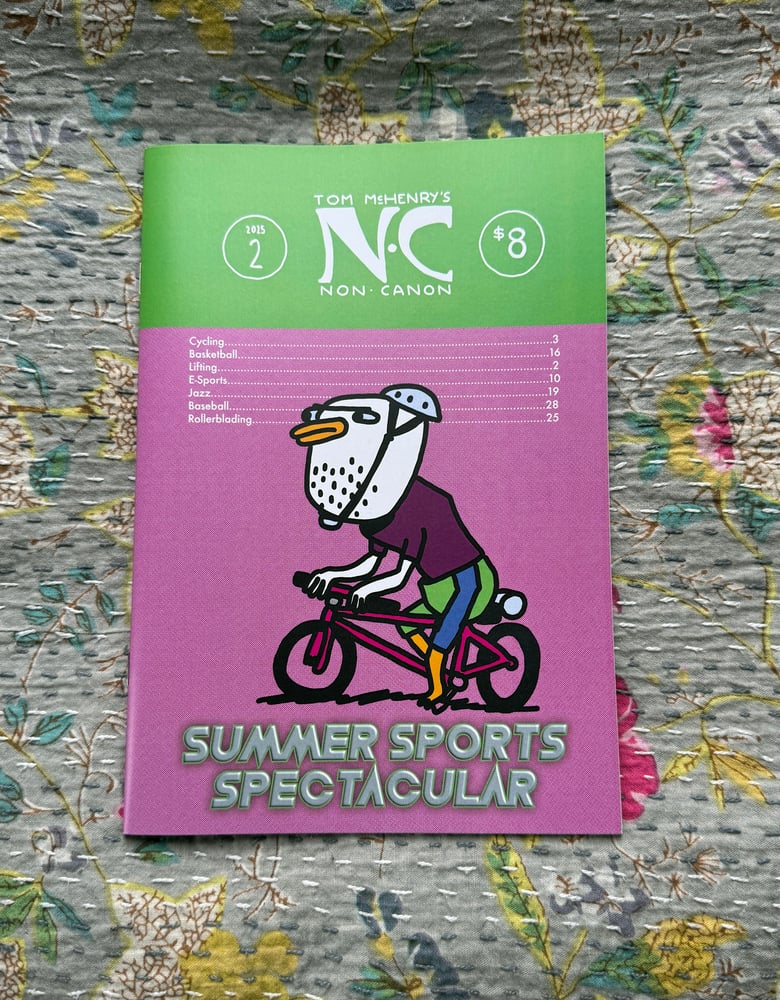 TOM McHENRY'S
2025
2
N·C
$8
NON·CANON
Cycling........3
Basketball........16
Lifting........2
E-Sports........10
Jazz........19
Baseball........28
Rollerblading........25
SUMMER SPORTS
SPECTACULAR